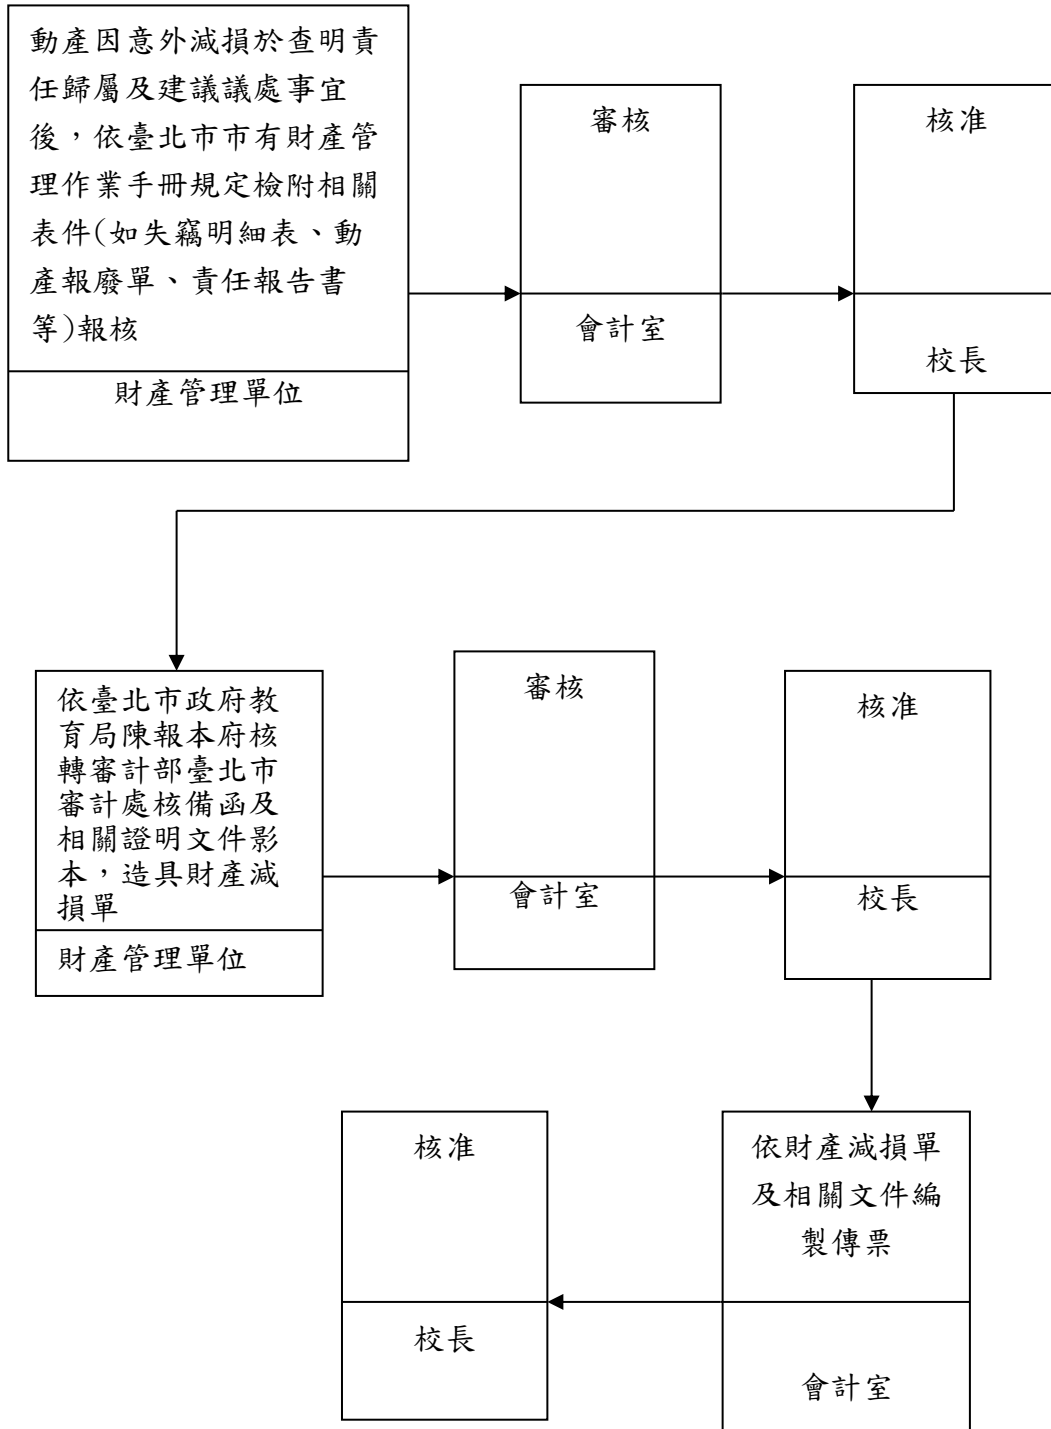 動產因意外減損於查明責
任歸屬及建議議處事宜
後，依臺北市市有財產管
理作業手冊規定檢附相關
表件(如失竊明細表、動
產報廢單、責任報告書
等)報核
財產管理單位
審核
會計室
核准
校長
依臺北市政府教
育局陳報本府核
轉審計部臺北市
審計處核備函及
相關證明文件影
本，造具財產減
損單
財產管理單位
審核
會計室
核准
校長
依財產減損單
及相關文件編
製傳票
會計室
核准
校長